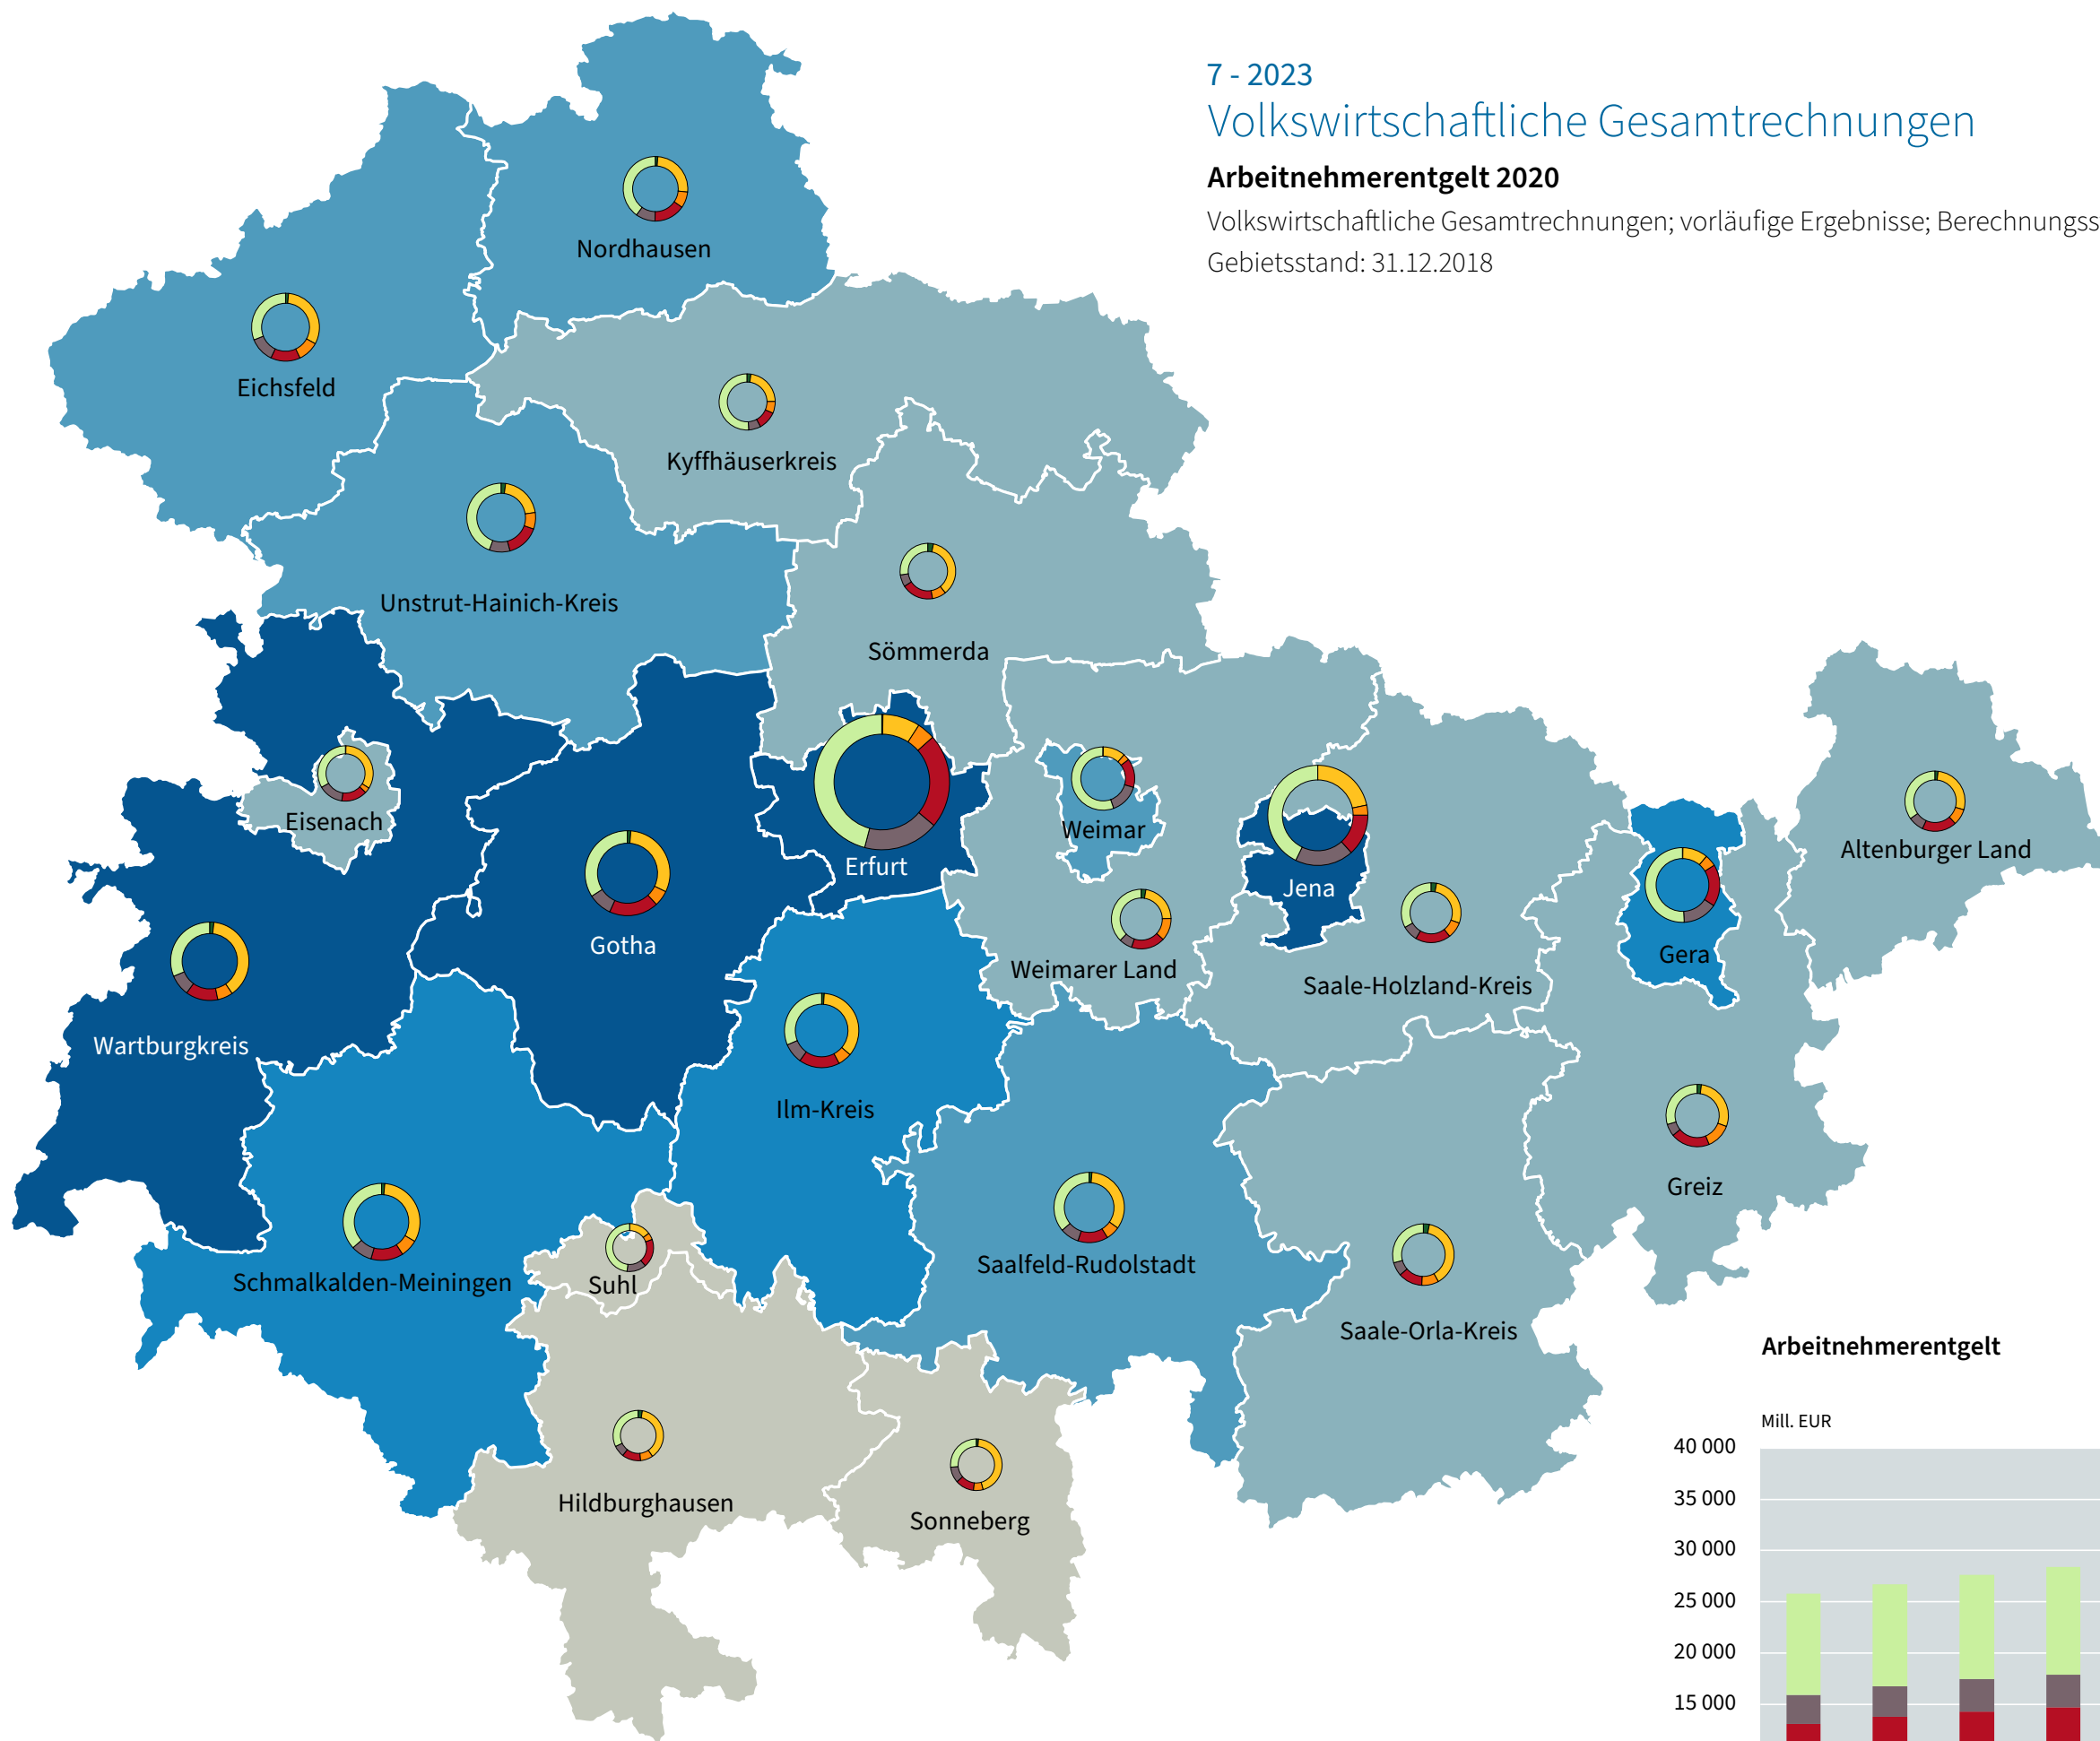 7 - 2023
Volkswirtschaftliche Gesamtrechnungen
Arbeitnehmerentgelt 2020
Volkswirtschaftliche Gesamtrechnungen; vorläufige Ergebnisse; Berechnungss
Gebietsstand: 31.12.2018
Nordhausen
Eichsfeld
Kyffhäuserkreis
Unstrut-Hainich-Kreis
Sömmerda
Eisenach
Weimar
Altenburger Land
Erfurt
Jena
Gotha
Gera
Weimarer Land
Saale-Holzland-Kreis
Wartburgkreis
Ilm-Kreis
Greiz
Saalfeld-Rudolstadt
Schmalkalden-Meiningen
Suhl
Saale-Orla-Kreis
Hildburghausen
Sonneberg
Arbeitnehmerentgelt
Mill. EUR
40 000
35 000
30 000
25 000
20 000
15 000